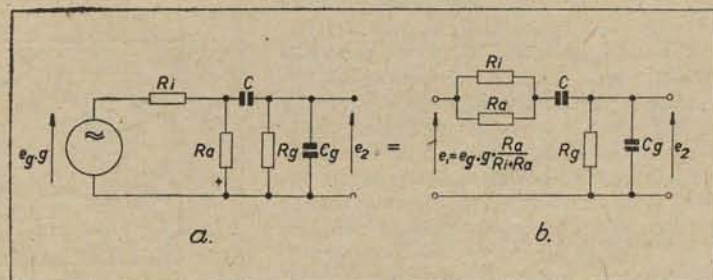 Ri
C
eg.g
Ra
+
Rg
Cg
e2
=
a.
Ri
Ra
C
e1=eg.g.Ra/Ri+Ra
Rg
Cg
e2
b.